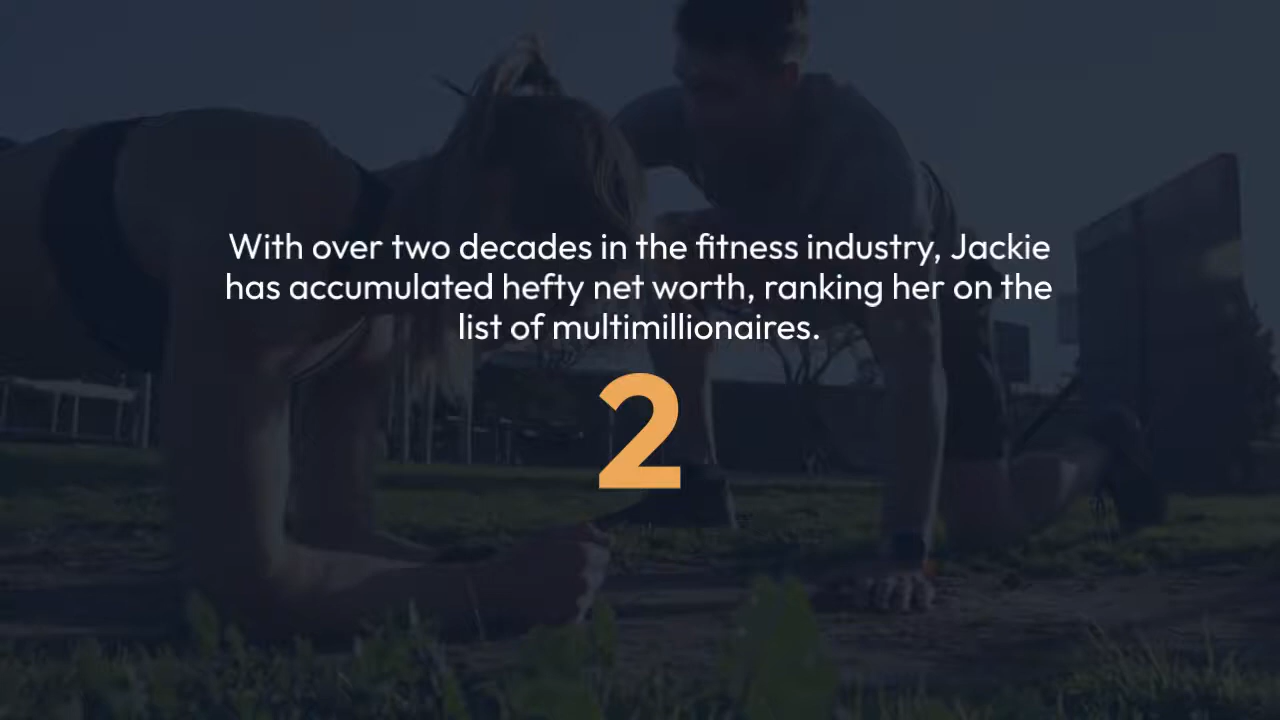 With over two decades in the fitness industry, Jackie
has accumulated hefty net worth, ranking her on the
list of multimillionaires.
2